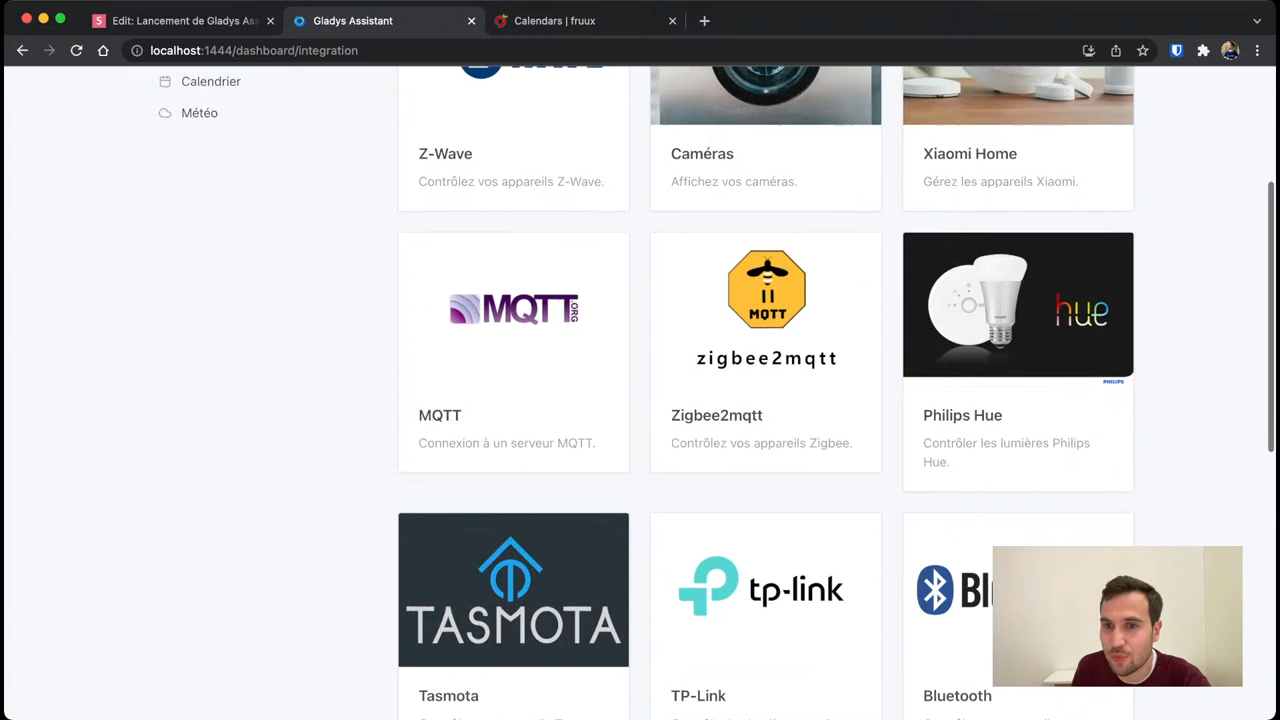 Edit: Lancement de Gladys Ass
Gladys Assistant
Calendars | fruux
localhost:1444/dashboard/integration
Calendrier
Météo
Z-Wave
Contrôlez vos appareils Z-Wave.
Caméras
Affichez vos caméras.
Xiaomi Home
Gérez les appareils Xiaomi.
MQTT.ORG
MQTT
Connexion à un serveur MQTT.
MQTT
zigbee2mqtt
Zigbee2mqtt
Contrôlez vos appareils Zigbee.
hue
PHILIPS
Philips Hue
Contrôler les lumières Philips
Hue.
TASMOTA
Tasmota
tp-link
TP-Link
Bluetooth